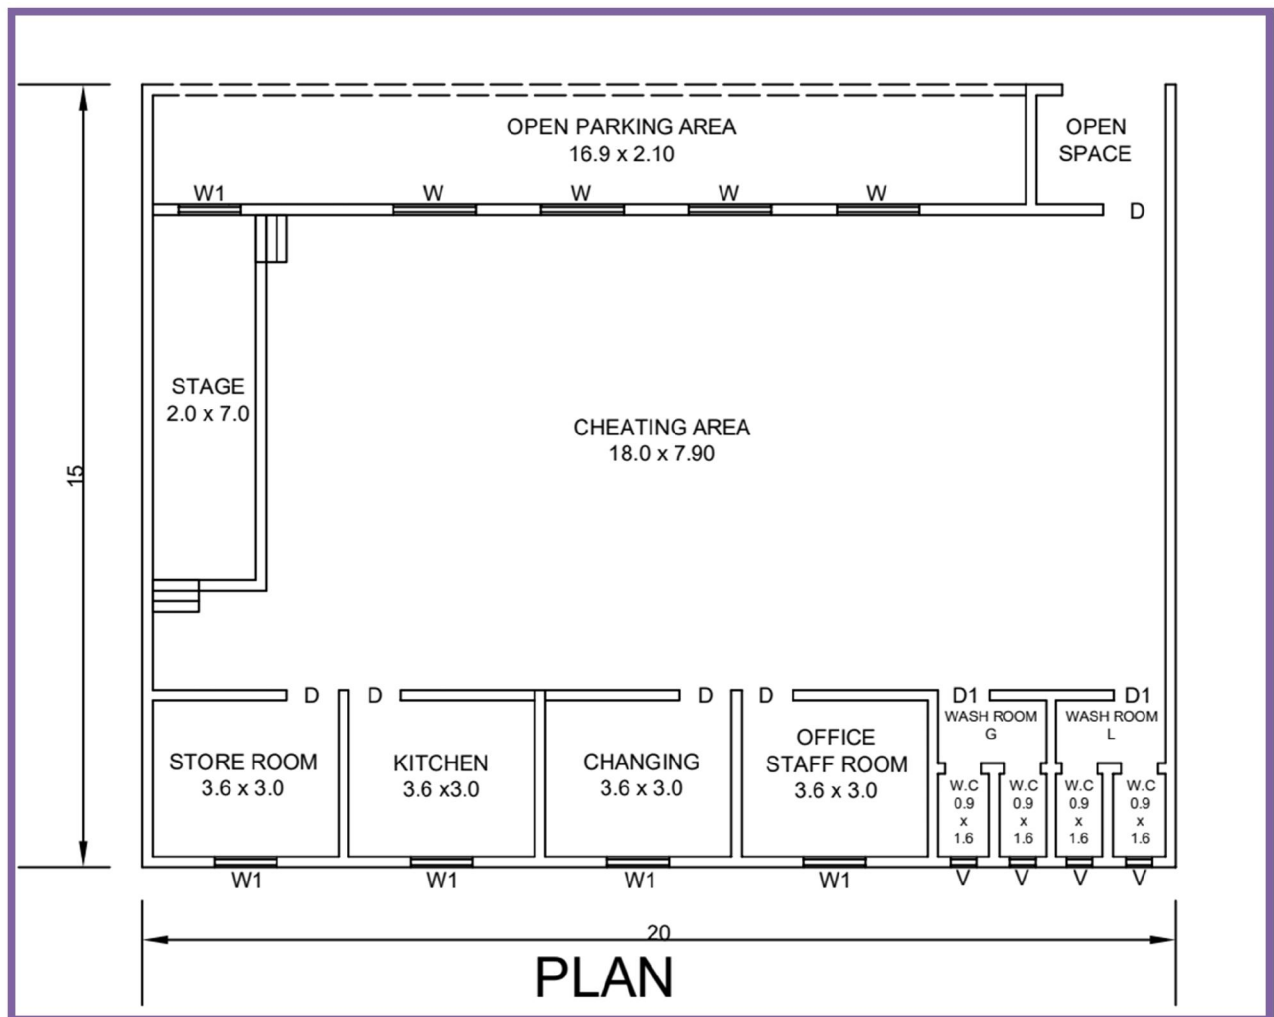 OPEN PARKING AREA
16.9 x 2.10
OPEN
SPACE
W1
W
W
W
W
D
STAGE
2.0 x 7.0
CHEATING AREA
18.0 x 7.90
15
D
D
D
D
D1
D1
WASH ROOM
G
WASH ROOM
L
STORE ROOM
3.6 x 3.0
KITCHEN
3.6 x3.0
CHANGING
3.6 x 3.0
OFFICE
STAFF ROOM
3.6 x 3.0
W.C
0.9
x
1.6
W.C
0.9
x
1.6
W.C
0.9
x
1.6
W.C
0.9
x
1.6
W1
W1
W1
W1
V
V
V
V
20
PLAN